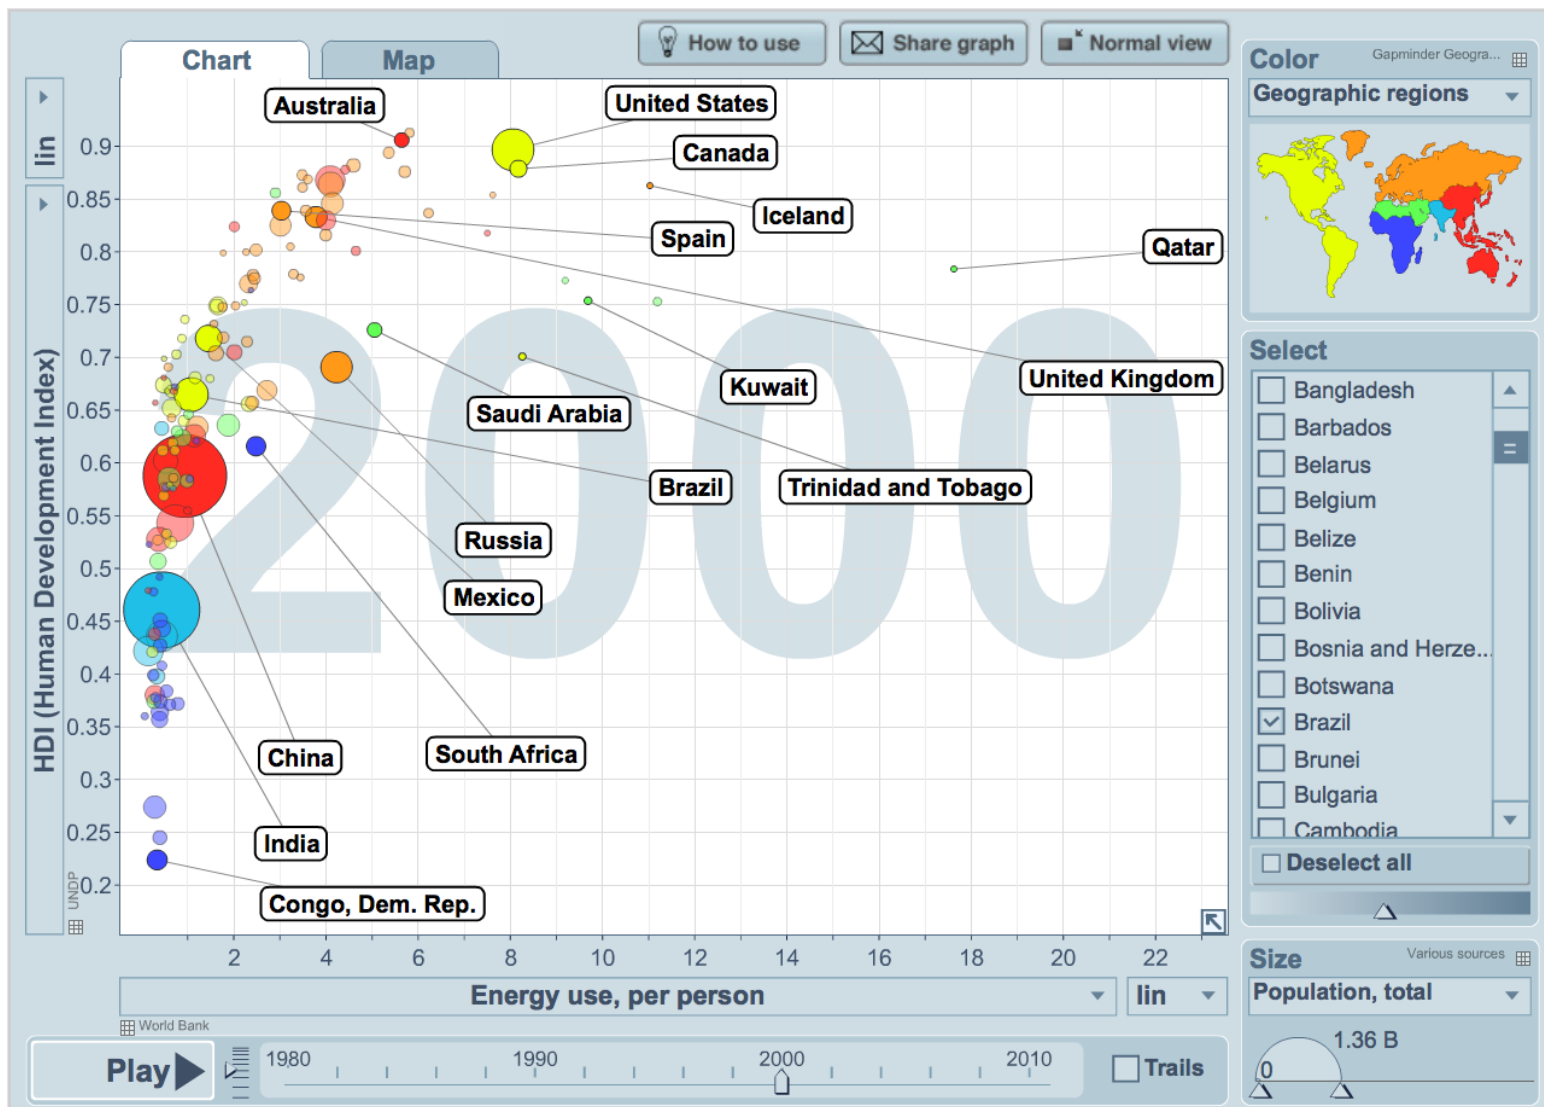 Chart
Map
How to use
Share graph
Normal view
Color
Gapminder Geogra...
Geographic regions
lin
HDI (Human Development Index)
UNDP
0.9
0.85
0.8
0.75
0.7
0.65
0.6
0.55
0.5
0.45
0.4
0.35
0.3
0.25
0.2
2000
Australia
United States
Canada
Iceland
Spain
Qatar
United Kingdom
Kuwait
Saudi Arabia
Brazil
Trinidad and Tobago
Russia
Mexico
China
South Africa
India
Congo, Dem. Rep.
2 4 6 8 10 12 14 16 18 20 22
Energy use, per person
lin
World Bank
Select
Bangladesh
Barbados
Belarus
Belgium
Belize
Benin
Bolivia
Bosnia and Herze...
Botswana
Brazil
Brunei
Bulgaria
Cambodia
Deselect all
Size
Various sources
Population, total
1.36 B
0
Play
1980 1990 2000 2010
Trails